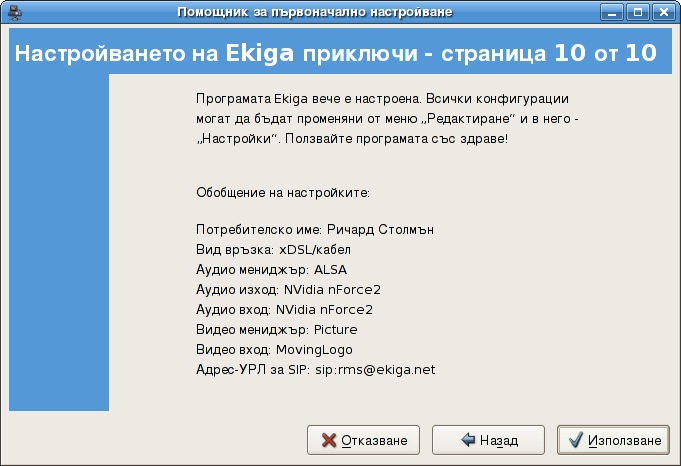 Помощник за първоначално настройване
Настройването на Ekiga приключи - страница 10 от 10
Програмата Ekiga вече е настроена. Всички конфигурации
могат да бъдат променяни от меню „Редактиране“ и в него -
„Настройки“. Ползвайте програмата със здраве!
Обобщение на настройките:
Потребителско име: Ричард Столмън
Вид връзка: xDSL/кабел
Аудио мениджър: ALSA
Аудио изход: NVidia nForce2
Аудио вход: NVidia nForce2
Видео мениджър: Picture
Видео вход: MovingLogo
Адрес-УРЛ за SIP: sip:rms@ekiga.net
Отказване
Назад
Използване